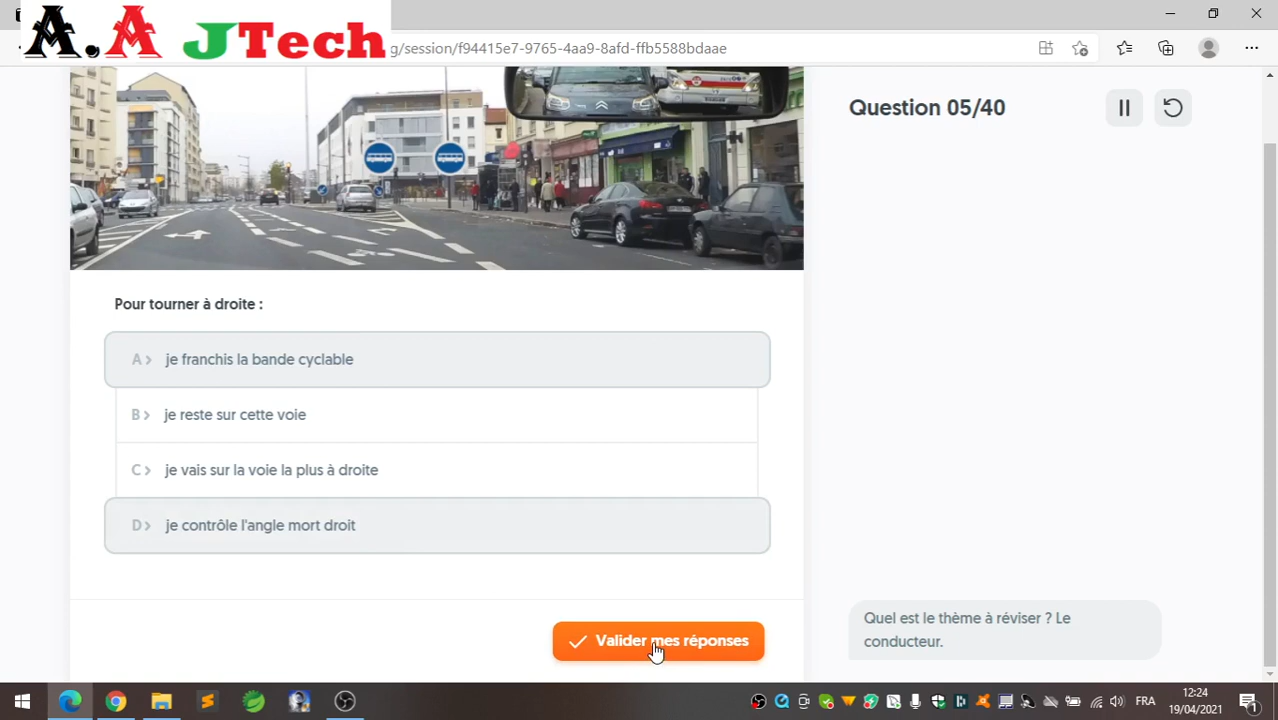 A.A JTech
g/session/f94415e7-9765-4aa9-8afd-ffb5588bdaae
Question 05/40
Pour tourner à droite :
A > je franchis la bande cyclable
B > je reste sur cette voie
C > je vais sur la voie la plus à droite
D > je contrôle l'angle mort droit
Quel est le thème à réviser ? Le
conducteur.
Valider mes réponses
FRA
12:24
19/04/2021